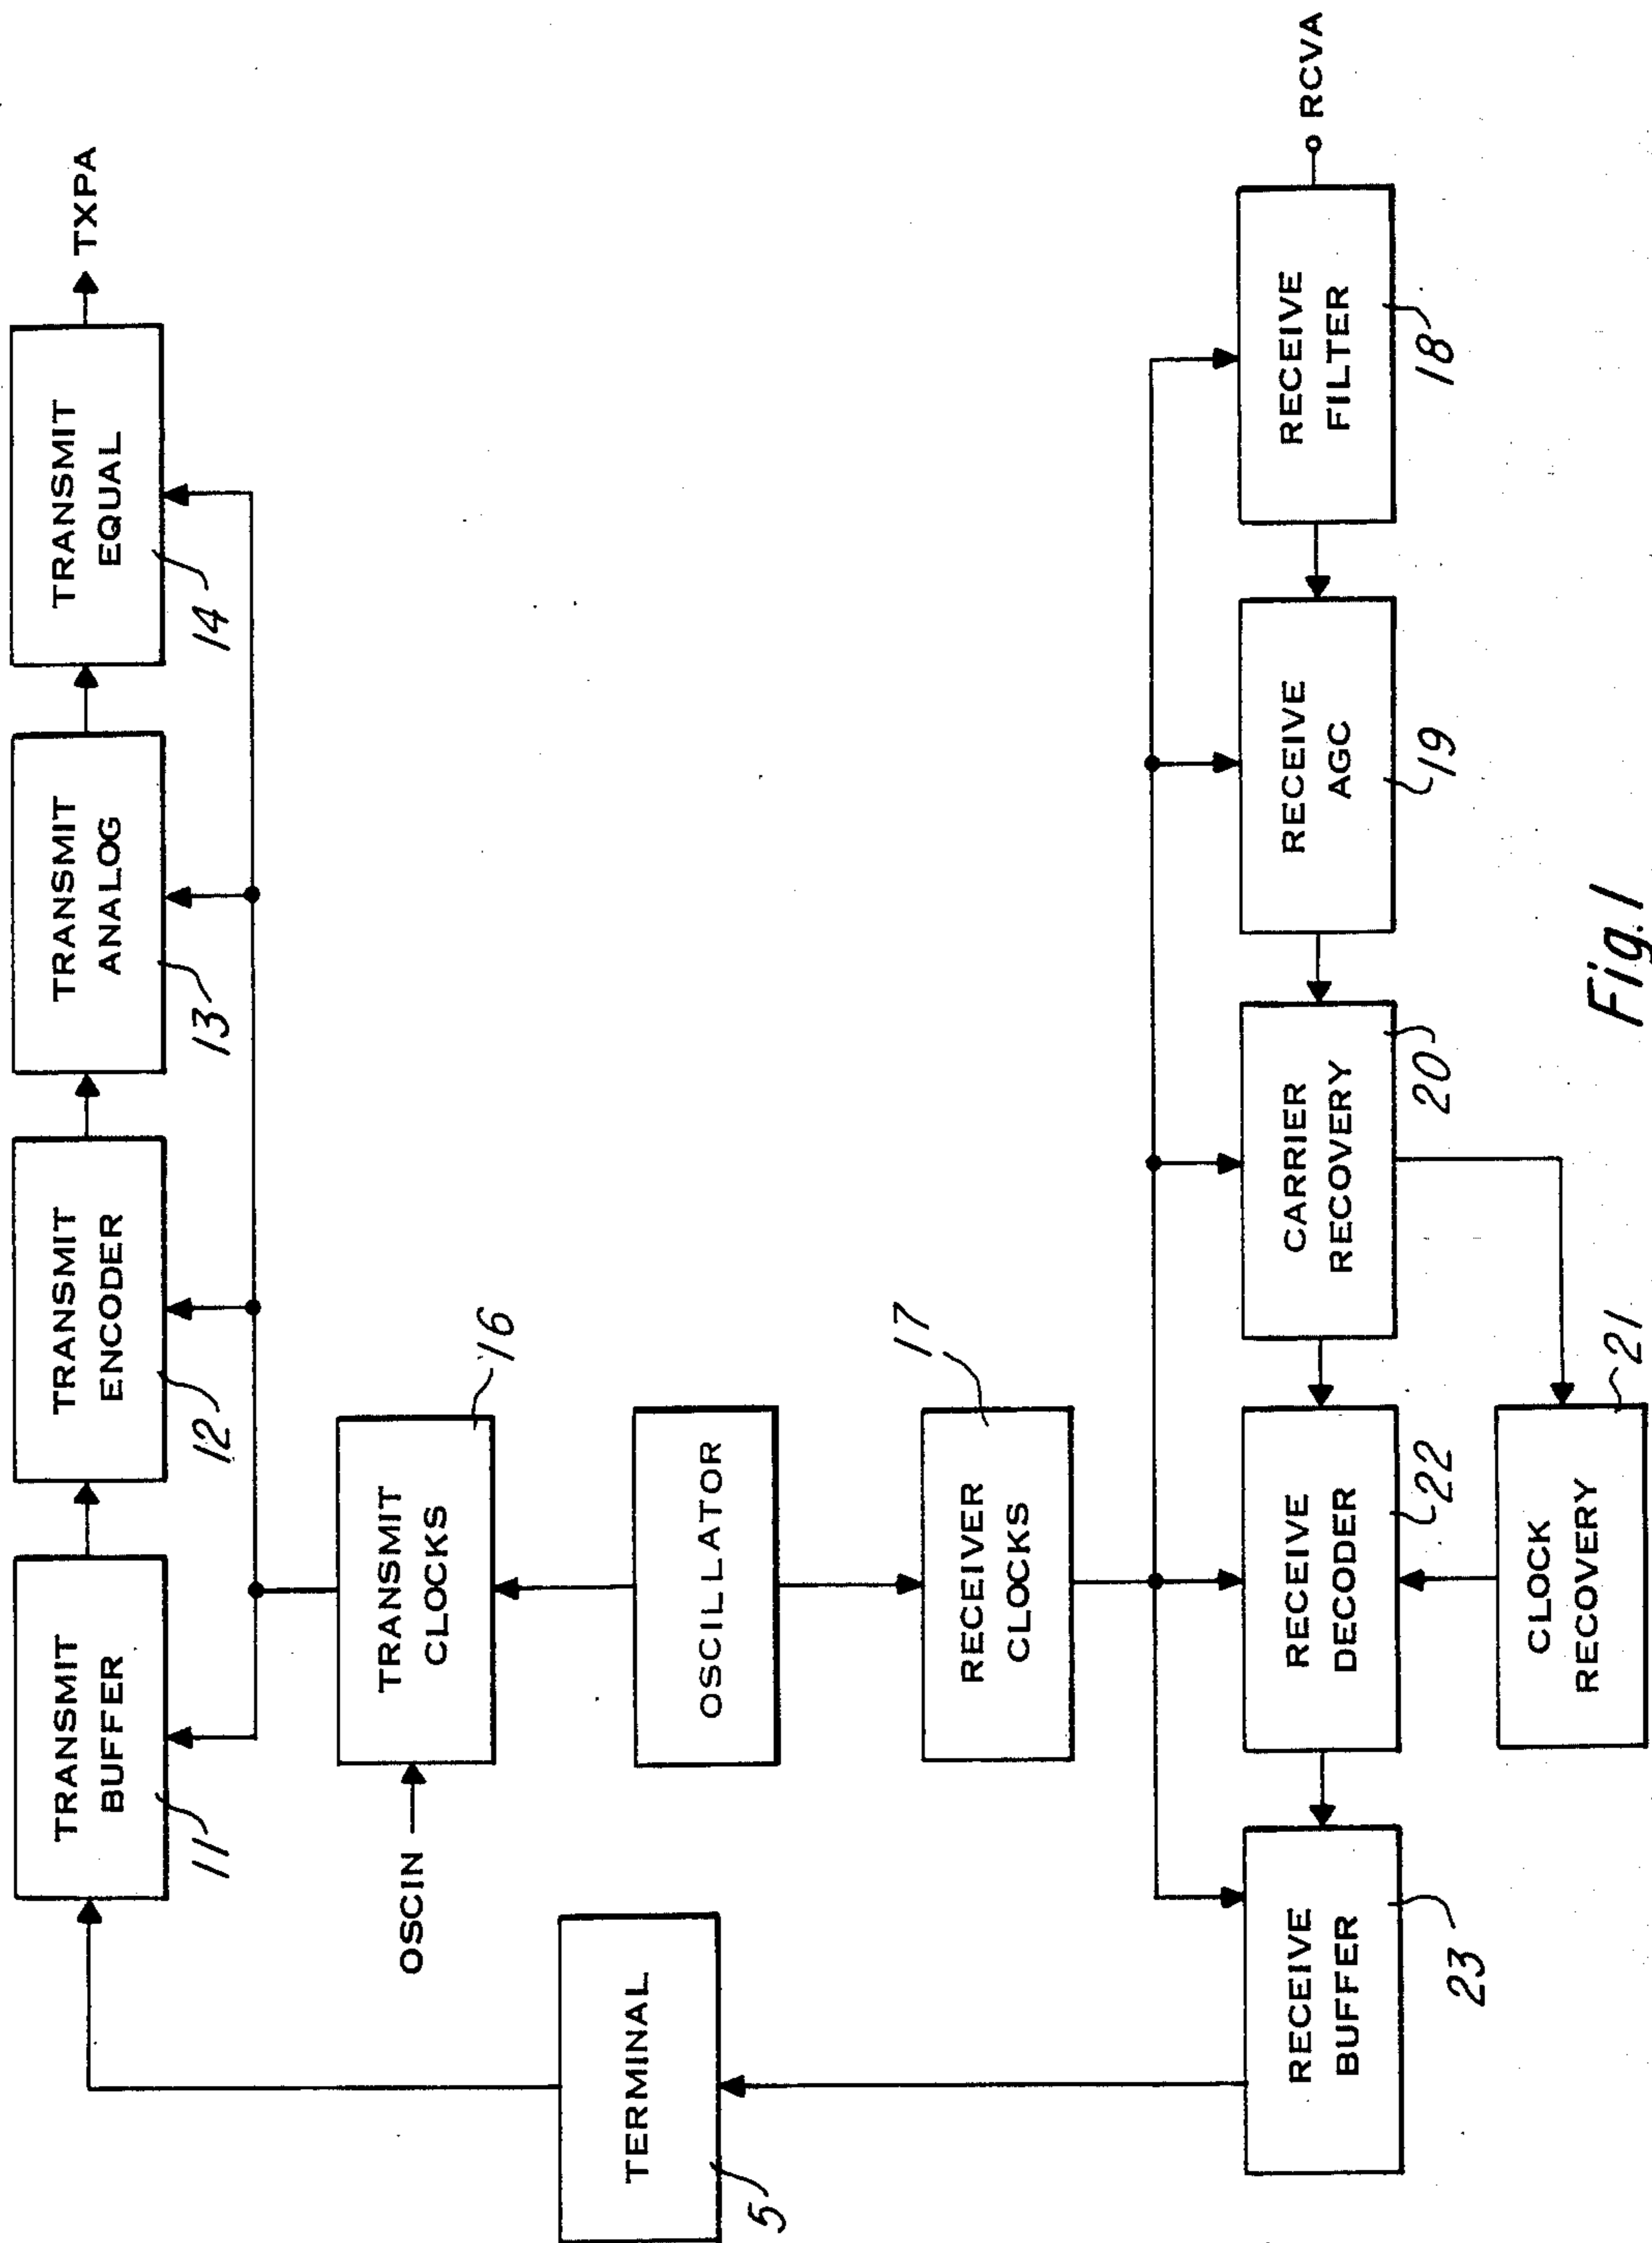 TRANSMIT
BUFFER
11
TRANSMIT
ENCODER
12
TRANSMIT
ANALOG
13
TRANSMIT
EQUAL
14
TXPA
OSCIN
TRANSMIT
CLOCKS
16
TERMINAL
5
OSCILLATOR
RECEIVER
CLOCKS
17
RECEIVE
BUFFER
23
RECEIVE
DECODER
22
CARRIER
RECOVERY
20
RECEIVE
AGC
19
RECEIVE
FILTER
18
RCVA
CLOCK
RECOVERY
21
Fig. 1